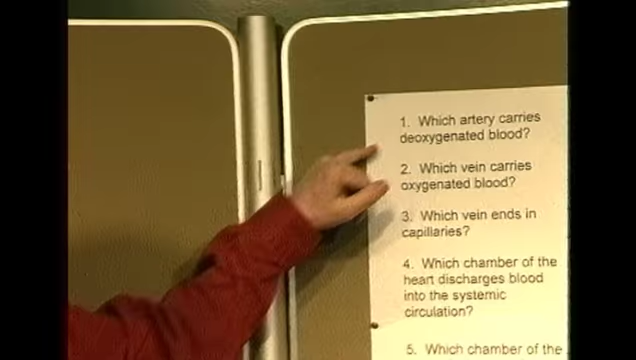 1. Which artery carries
deoxygenated blood?
2. Which vein carries
oxygenated blood?
3. Which vein ends in
capillaries?
4. Which chamber of the
heart discharges blood
into the systemic
circulation?
5. Which chamber of the